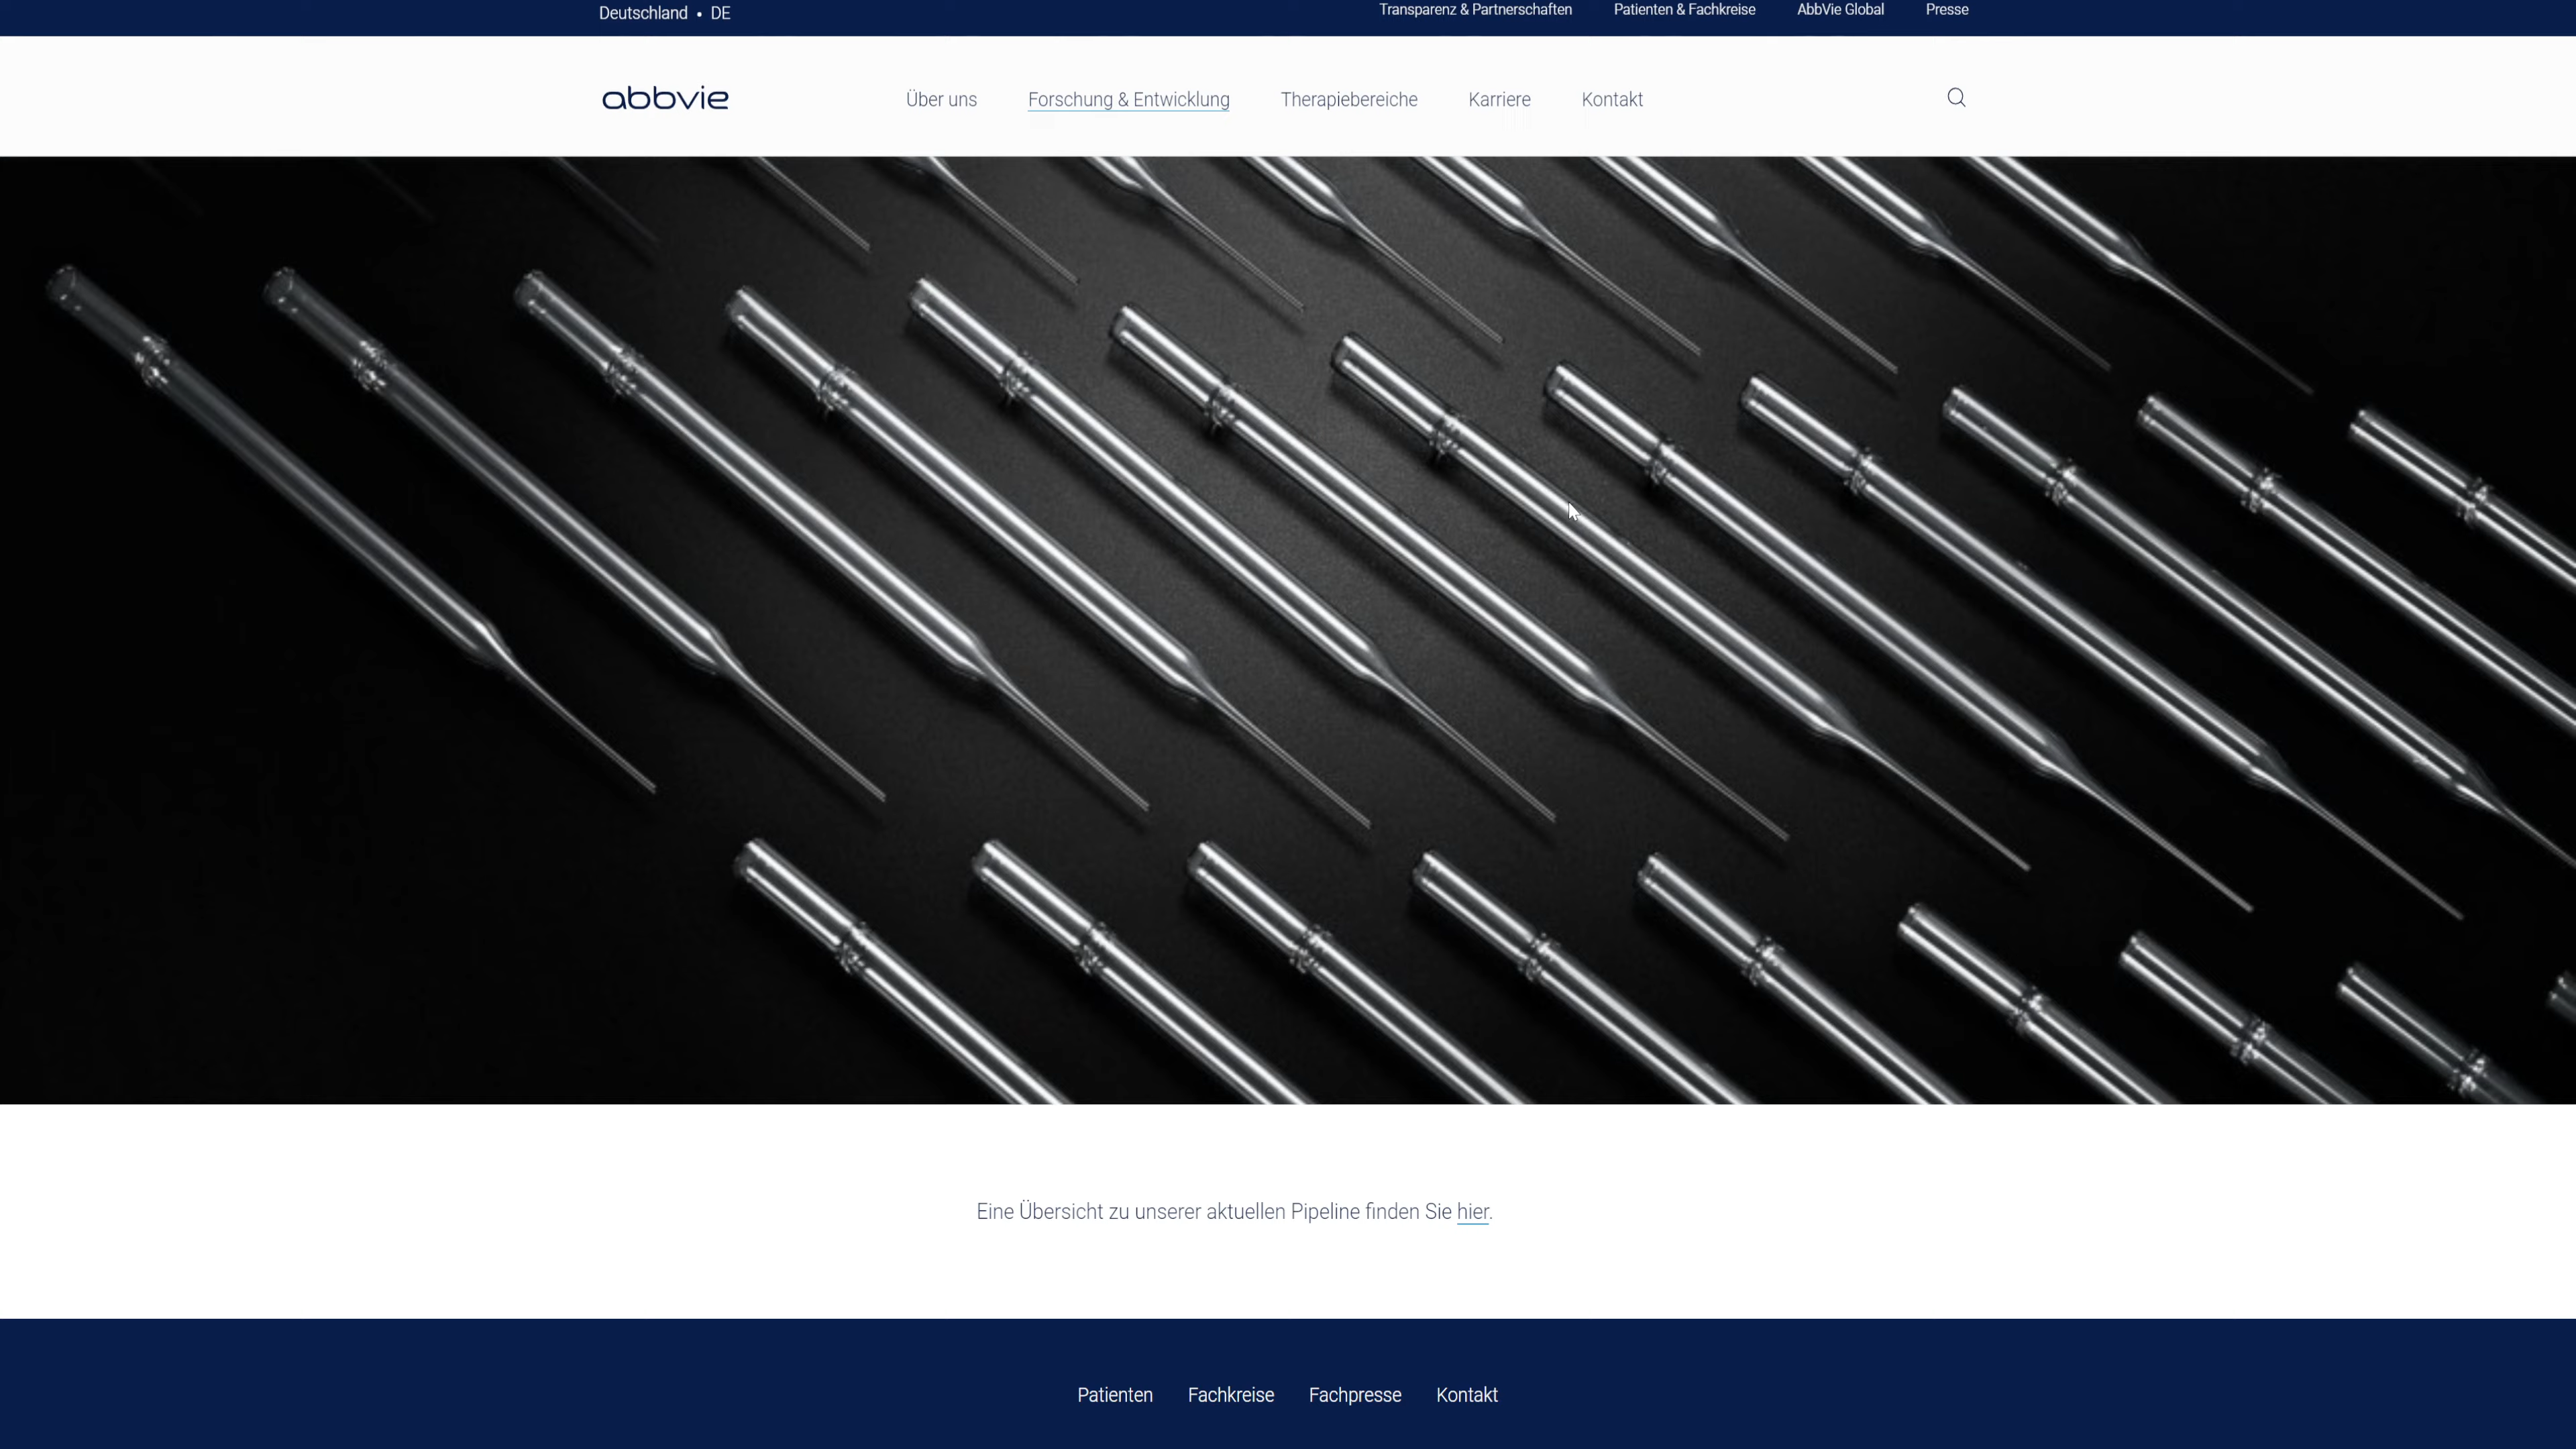 Deutschland • DE
Transparenz & Partnerschaften Patienten & Fachkreise AbbVie Global Presse
abbvie
Über uns Forschung & Entwicklung Therapiebereiche Karriere Kontakt
Eine Übersicht zu unserer aktuellen Pipeline finden Sie hier.
Patienten Fachkreise Fachpresse Kontakt